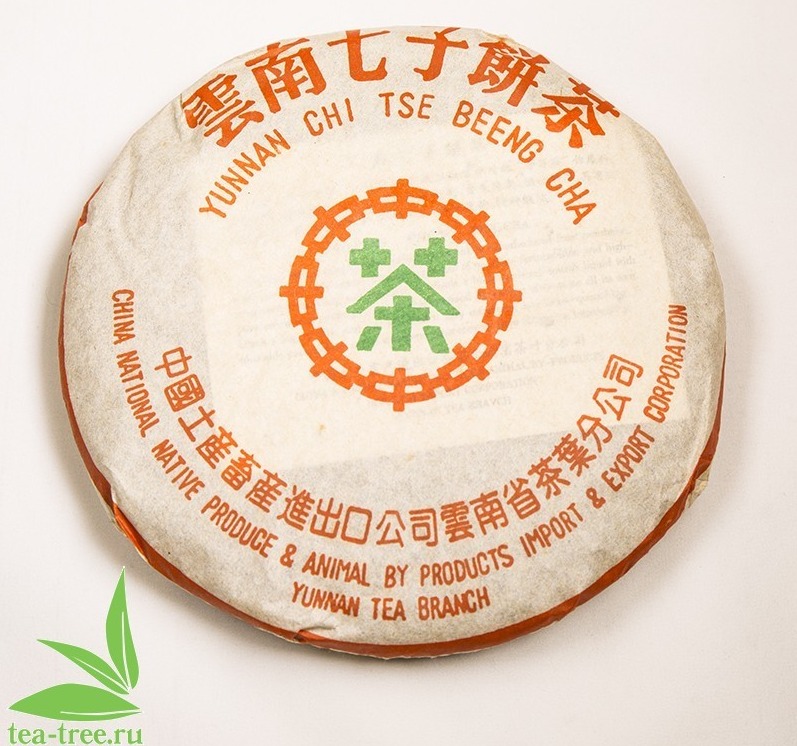 雲南七子餅茶
YUNNAN CHI TSE BEENG CHA
茶
中國土産畜産進出口公司雲南省茶葉分公司
CHINA NATIONAL NATIVE PRODUCE & ANIMAL BY PRODUCTS IMPORT & EXPORT CORPORATION
YUNNAN TEA BRANCH
tea-tree.ru